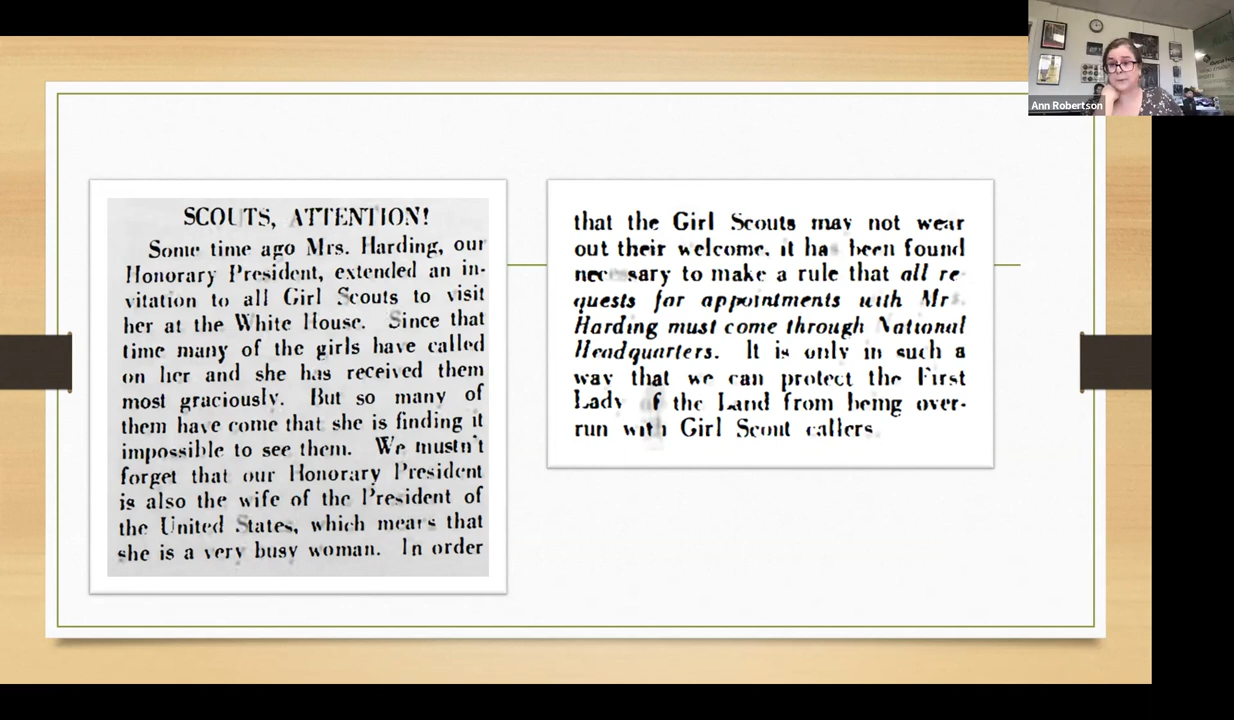 SCOUTS, ATTENTION!
Some time ago Mrs. Harding, our
Honorary President, extended an in-
vitation to all Girl Scouts to visit
her at the White House. Since that
time many of the girls have called
on her and she has received them
most graciously. But so many of
them have come that she is finding it
impossible to see them. We mustn't
forget that our Honorary President
is also the wife of the President of
the United States, which means that
she is a very busy woman. In order
that the Girl Scouts may not wear
out their welcome, it has been found
necessary to make a rule that all re-
quests for appointments with Mrs.
Harding must come through National
Headquarters. It is only in such a
way that we can protect the First
Lady of the Land from being over-
run with Girl Scout callers.
Ann Robertson